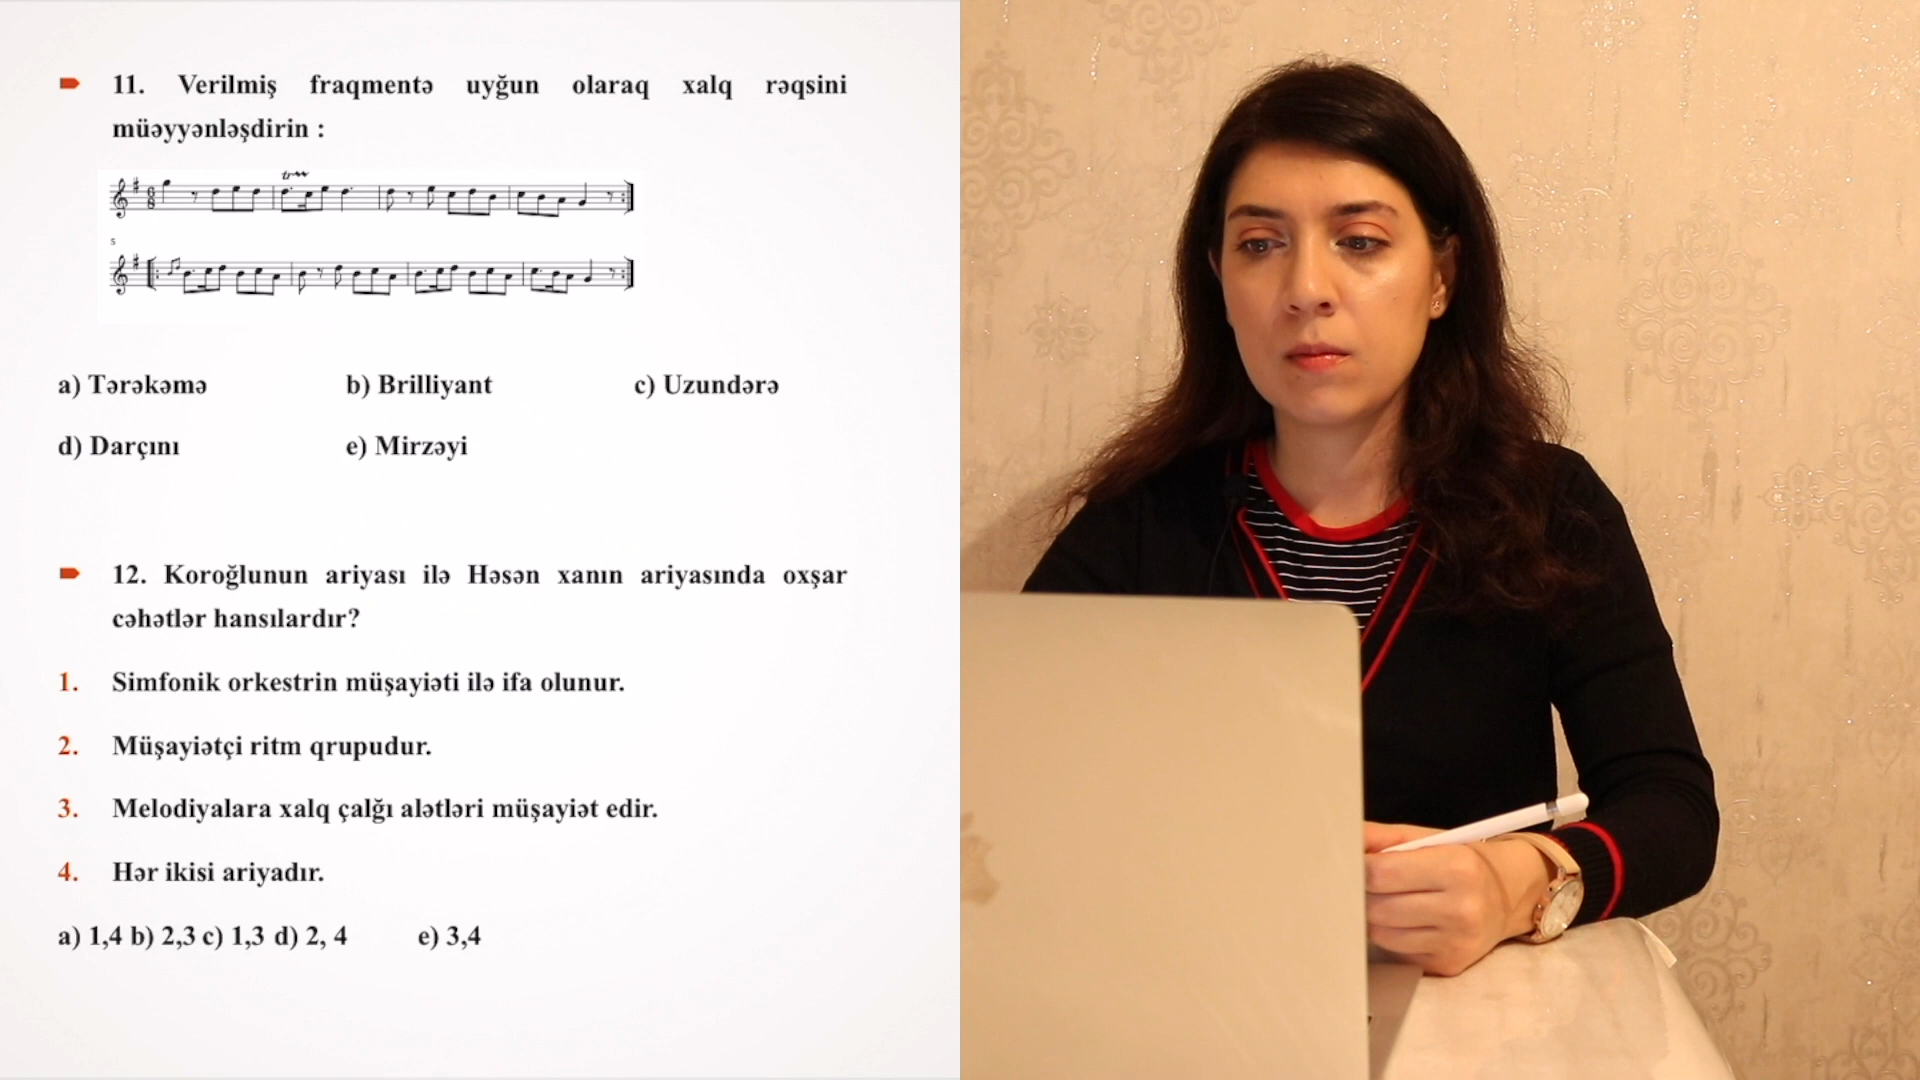 11. Verilmiş fraqmentə uyğun olaraq xalq rəqsini
müəyyənləşdirin :
5
a) Tərəkəmə b) Brilliyant c) Uzundərə
d) Darçını e) Mirzəyi
12. Koroğlunun ariyası ilə Həsən xanın ariyasında oxşar
cəhətlər hansılardır?
1. Simfonik orkestrin müşayiəti ilə ifa olunur.
2. Müşayiətçi ritm qrupudur.
3. Melodiyalara xalq çalğı alətləri müşayiət edir.
4. Hər ikisi ariyadır.
a) 1,4 b) 2,3 c) 1,3 d) 2, 4 e) 3,4